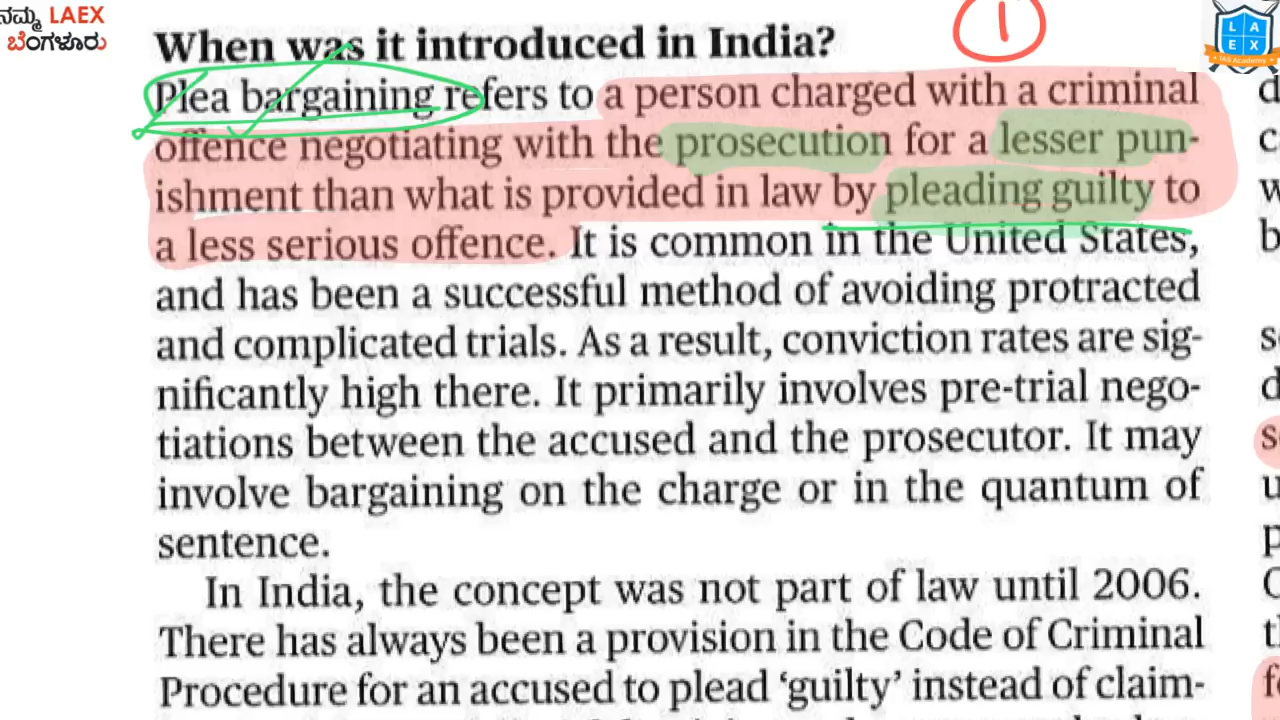 ನಮ್ಮ LAEX
ಬೆಂಗಳೂರು
1
L A
E X
IAS Academy
When was it introduced in India?
Plea bargaining refers to a person charged with a criminal
offence negotiating with the prosecution for a lesser pun-
ishment than what is provided in law by pleading guilty to
a less serious offence. It is common in the United States,
and has been a successful method of avoiding protracted
and complicated trials. As a result, conviction rates are sig-
nificantly high there. It primarily involves pre-trial nego-
tiations between the accused and the prosecutor. It may
involve bargaining on the charge or in the quantum of
sentence.
In India, the concept was not part of law until 2006.
There has always been a provision in the Code of Criminal
Procedure for an accused to plead ‘guilty’ instead of claim-